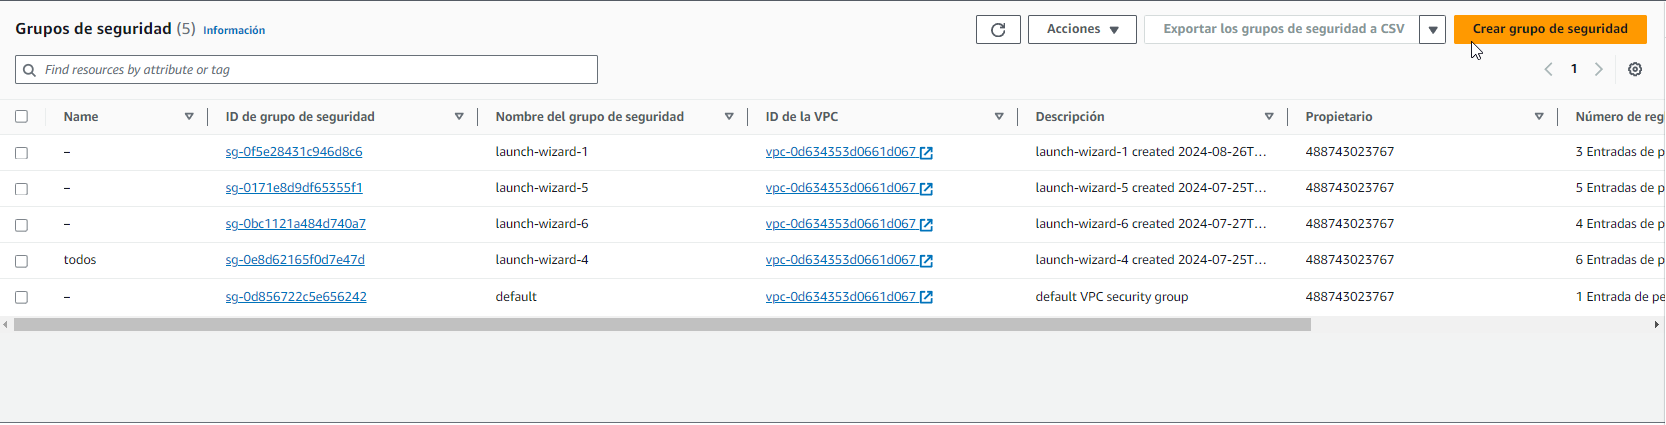 Grupos de seguridad (5) Información
Acciones
Exportar los grupos de seguridad a CSV
Crear grupo de seguridad
Find resources by attribute or tag
1
Name ID de grupo de seguridad Nombre del grupo de seguridad ID de la VPC Descripción Propietario Número de reg
– sg-0f5e28431c946d8c6 launch-wizard-1 vpc-0d634353d0661d067 launch-wizard-1 created 2024-08-26T... 488743023767 3 Entradas de p
– sg-0171e8d9df65355f1 launch-wizard-5 vpc-0d634353d0661d067 launch-wizard-5 created 2024-07-25T... 488743023767 5 Entradas de p
– sg-0bc1121a484d740a7 launch-wizard-6 vpc-0d634353d0661d067 launch-wizard-6 created 2024-07-27T... 488743023767 4 Entradas de p
todos sg-0e8d62165f0d7e47d launch-wizard-4 vpc-0d634353d0661d067 launch-wizard-4 created 2024-07-25T... 488743023767 6 Entradas de p
– sg-0d856722c5e656242 default vpc-0d634353d0661d067 default VPC security group 488743023767 1 Entrada de pe